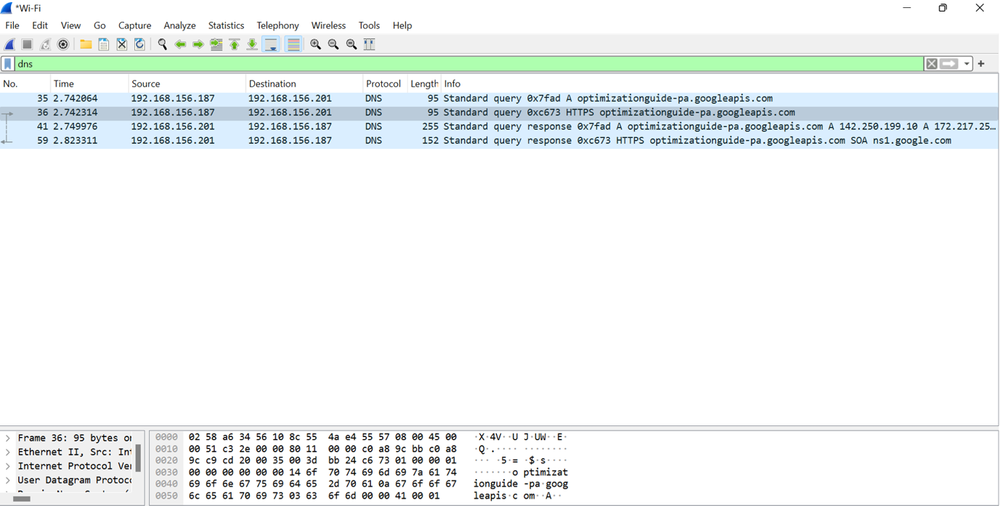 *Wi-Fi
File Edit View Go Capture Analyze Statistics Telephony Wireless Tools Help
dns
No. Time Source Destination Protocol Length Info
35 2.742064 192.168.156.187 192.168.156.201 DNS 95 Standard query 0x7fad A optimizationguide-pa.googleapis.com
36 2.742314 192.168.156.187 192.168.156.201 DNS 95 Standard query 0xc673 HTTPS optimizationguide-pa.googleapis.com
41 2.749976 192.168.156.201 192.168.156.187 DNS 255 Standard query response 0x7fad A optimizationguide-pa.googleapis.com A 142.250.199.10 A 172.217.25...
59 2.823311 192.168.156.201 192.168.156.187 DNS 152 Standard query response 0xc673 HTTPS optimizationguide-pa.googleapis.com SOA ns1.google.com
Frame 36: 95 bytes on
Ethernet II, Src: Int
Internet Protocol Ver
User Datagram Protoco
0000 02 58 a6 34 56 10 8c 55 4a e4 55 57 08 00 45 00 ·X·4V··U J·UW··E·
0010 00 51 c3 2e 00 00 80 11 00 00 c0 a8 9c bb c0 a8 ·Q·.···· ········
0020 9c c9 cd 20 00 35 00 3d bb 24 c6 73 01 00 00 01 ··· ·5·= ·$·s····
0030 00 00 00 00 00 00 14 6f 70 74 69 6d 69 7a 61 74 ·······o ptimizat
0040 69 6f 6e 67 75 69 64 65 2d 70 61 0a 67 6f 6f 67 ionguide -pa·goog
0050 6c 65 61 70 69 73 03 63 6f 6d 00 00 41 00 01 leapis·c om··A··